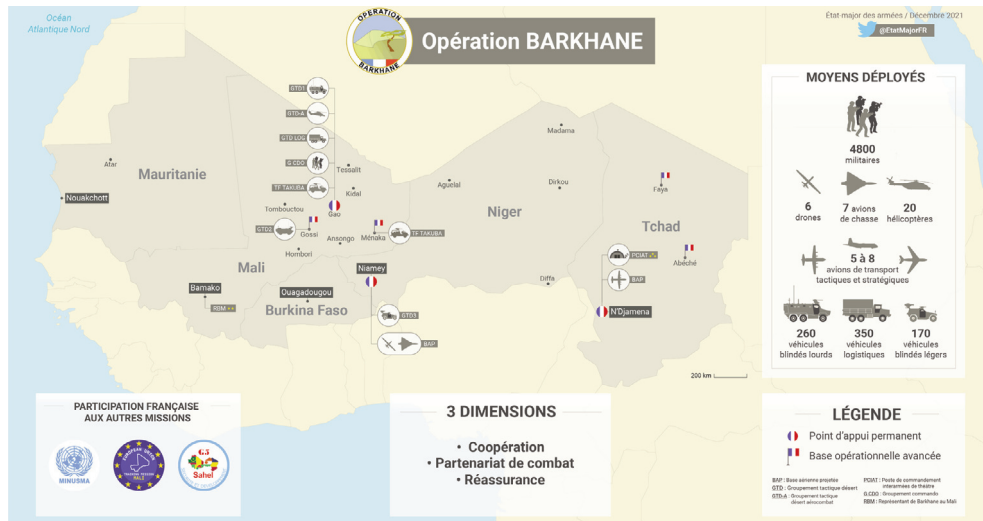 Océan
Atlantique Nord
OPERATION
BARKHANE
Opération BARKHANE
État-major des armées / Décembre 2021
@EtatMajorFR
MOYENS DÉPLOYÉS
4800
militaires
6
drones
7 avions
de chasse
20
hélicoptères
5 à 8
avions de transport
tactiques et stratégiques
260
véhicules
blindés lourds
350
véhicules
logistiques
170
véhicules
blindés légers
GTD1
GTD-A
GTD LOG
G.CDO
TF TAKUBA
Tessalit
Kidal
Tombouctou
Gao
GTD2
Gossi
Ansongo
Ménaka
TF TAKUBA
Hombori
Afar
Mauritanie
Nouakchott
Mali
Bamako
RBM
Ouagadougou
Burkina Faso
Niamey
GTD3
BAP
Niger
Aguelal
Madama
Dirkou
Diffa
Tchad
Faya
Abéché
PCIAT
BAP
N'Djamena
200 km
PARTICIPATION FRANÇAISE
AUX AUTRES MISSIONS
MINUSMA
EUROPEAN UNION
TRAINING MISSION
MALI
G5
Sahel
3 DIMENSIONS
• Coopération
• Partenariat de combat
• Réassurance
LÉGENDE
Point d'appui permanent
Base opérationnelle avancée
BAP : Base aérienne projetée
GTD : Groupement tactique désert
GTD-A : Groupement tactique
désert aérocombat
PCIAT : Poste de commandement
interarmées de théâtre
G.CDO : Groupement commando
RBM : Représentant de Barkhane au Mali